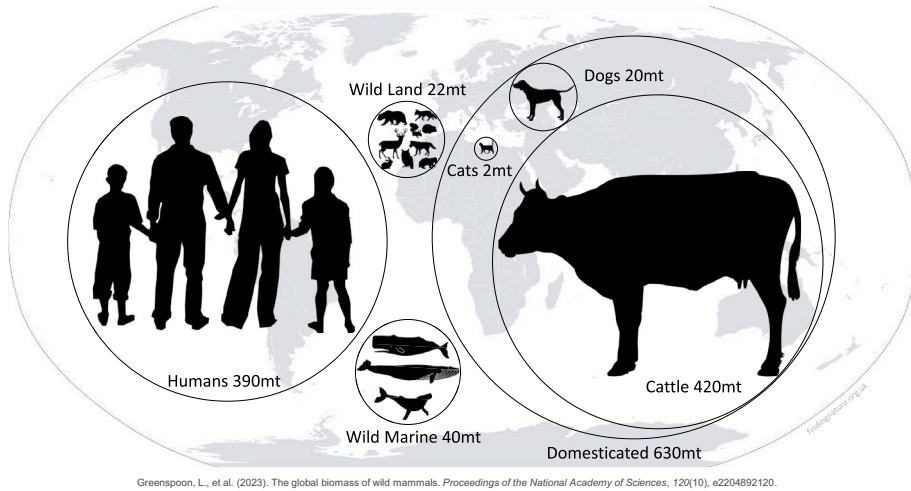 Wild Land 22mt
Dogs 20mt
Cats 2mt
Humans 390mt
Cattle 420mt
Wild Marine 40mt
Domesticated 630mt
findingnature.org.uk
Greenspoon, L., et al. (2023). The global biomass of wild mammals. Proceedings of the National Academy of Sciences, 120(10), e2204892120.